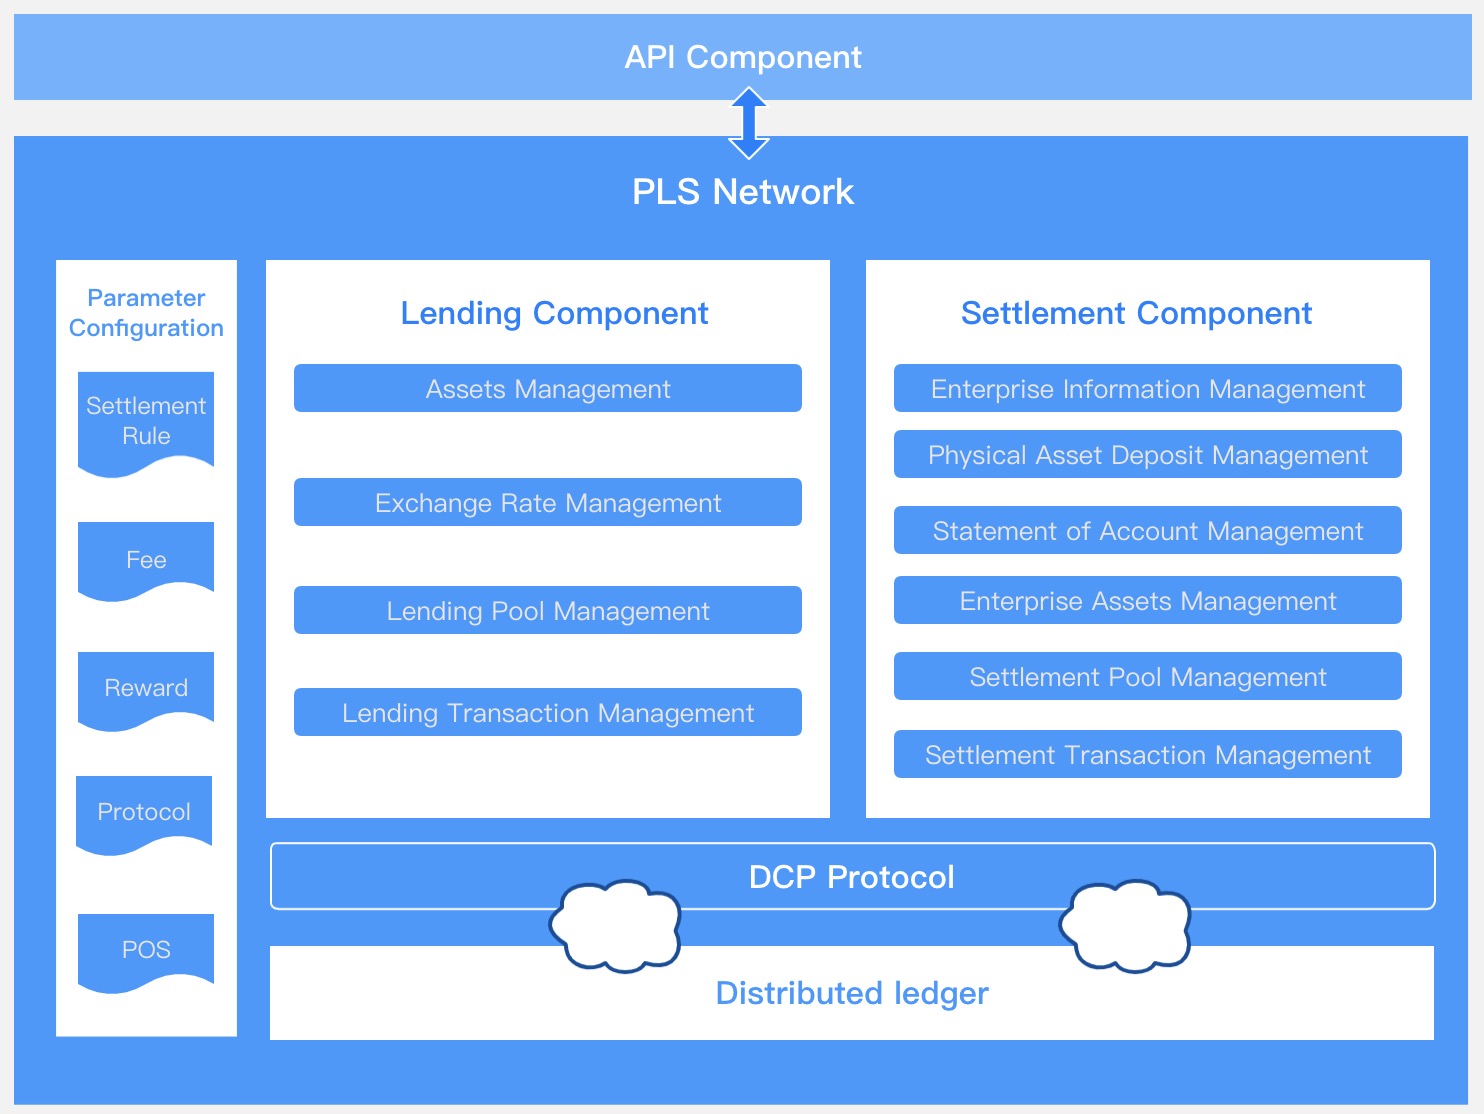 API Component
PLS Network
Parameter
Configuration
Settlement
Rule
Fee
Reward
Protocol
POS
Lending Component
Assets Management
Exchange Rate Management
Lending Pool Management
Lending Transaction Management
Settlement Component
Enterprise Information Management
Physical Asset Deposit Management
Statement of Account Management
Enterprise Assets Management
Settlement Pool Management
Settlement Transaction Management
DCP Protocol
Distributed ledger